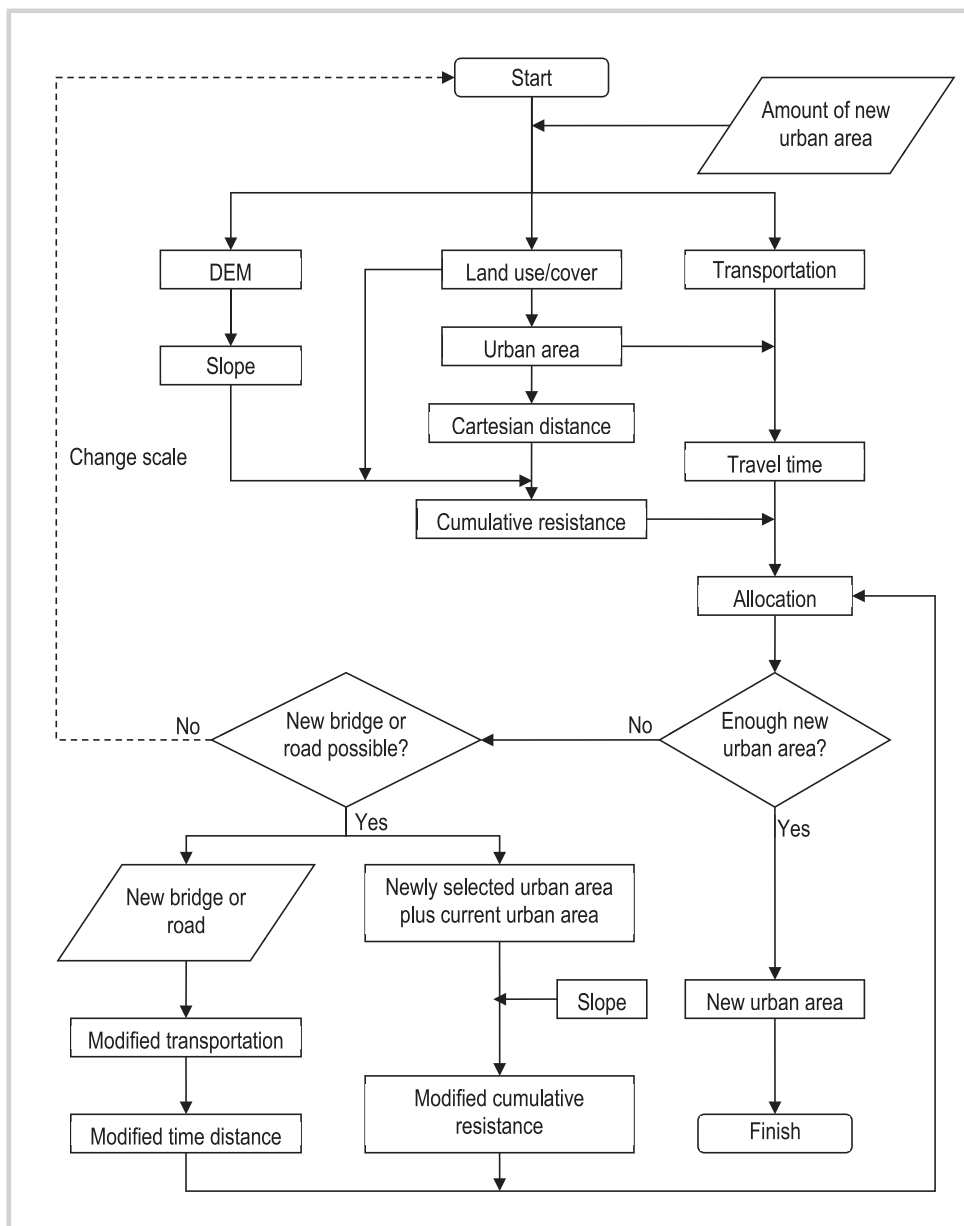 Start
Amount of new
urban area
DEM
Land use/cover
Transportation
Urban area
Slope
Cartesian distance
Change scale
Travel time
Cumulative resistance
Allocation
No
New bridge or
road possible?
No
Enough new
urban area?
Yes
Yes
New bridge or
road
Newly selected urban area
plus current urban area
Slope
New urban area
Modified transportation
Modified cumulative
resistance
Modified time distance
Finish